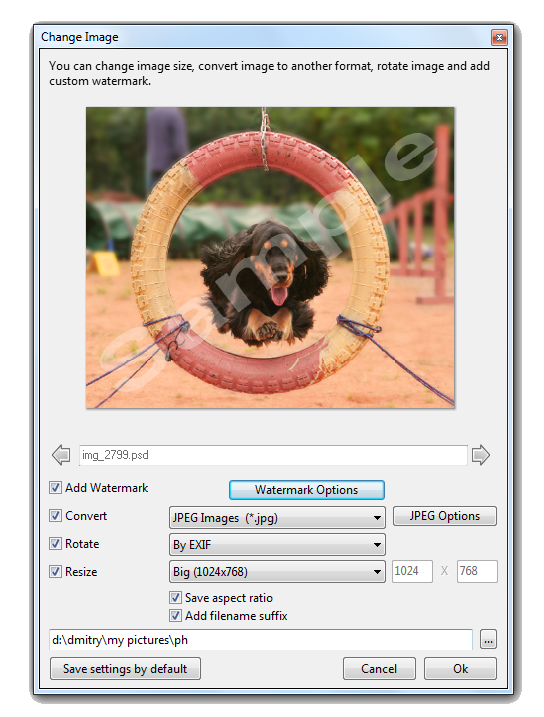 Change Image
You can change image size, convert image to another format, rotate image and add
custom watermark.
Sample
img_2799.psd
Add Watermark
Watermark Options
Convert
JPEG Images (*.jpg)
JPEG Options
Rotate
By EXIF
Resize
Big (1024x768)
1024
X
768
Save aspect ratio
Add filename suffix
d:\dmitry\my pictures\ph
...
Save settings by default
Cancel
Ok